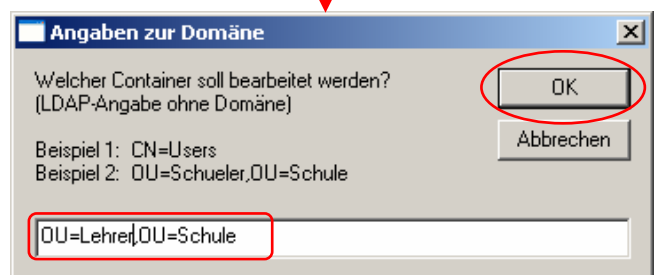 Angaben zur Domäne
Welcher Container soll bearbeitet werden?
(LDAP-Angabe ohne Domäne)
OK
Abbrechen
Beispiel 1: CN=Users
Beispiel 2: OU=Schueler,OU=Schule
OU=Lehrer,OU=Schule